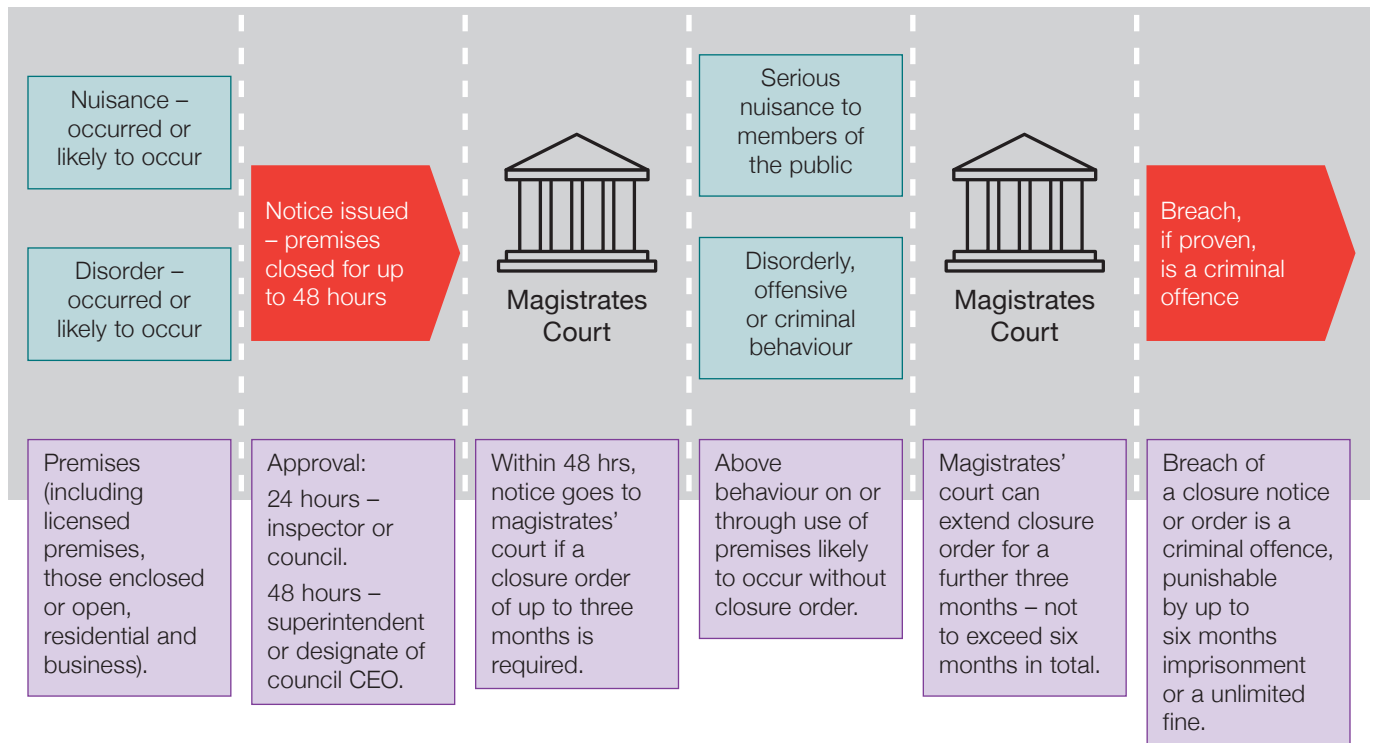 Nuisance –
occurred or
likely to occur
Disorder –
occurred or
likely to occur
Notice issued
– premises
closed for up
to 48 hours
Magistrates
Court
Serious
nuisance to
members of
the public
Disorderly,
offensive
or criminal
behaviour
Magistrates
Court
Breach,
if proven,
is a criminal
offence
Premises
(including
licensed
premises,
those enclosed
or open,
residential and
business).
Approval:
24 hours –
inspector or
council.
48 hours –
superintendent
or designate of
council CEO.
Within 48 hrs,
notice goes to
magistrates’
court if a
closure order
of up to three
months is
required.
Above
behaviour on or
through use of
premises likely
to occur without
closure order.
Magistrates’
court can
extend closure
order for a
further three
months – not
to exceed six
months in total.
Breach of
a closure notice
or order is a
criminal offence,
punishable
by up to
six months
imprisonment
or a unlimited
fine.